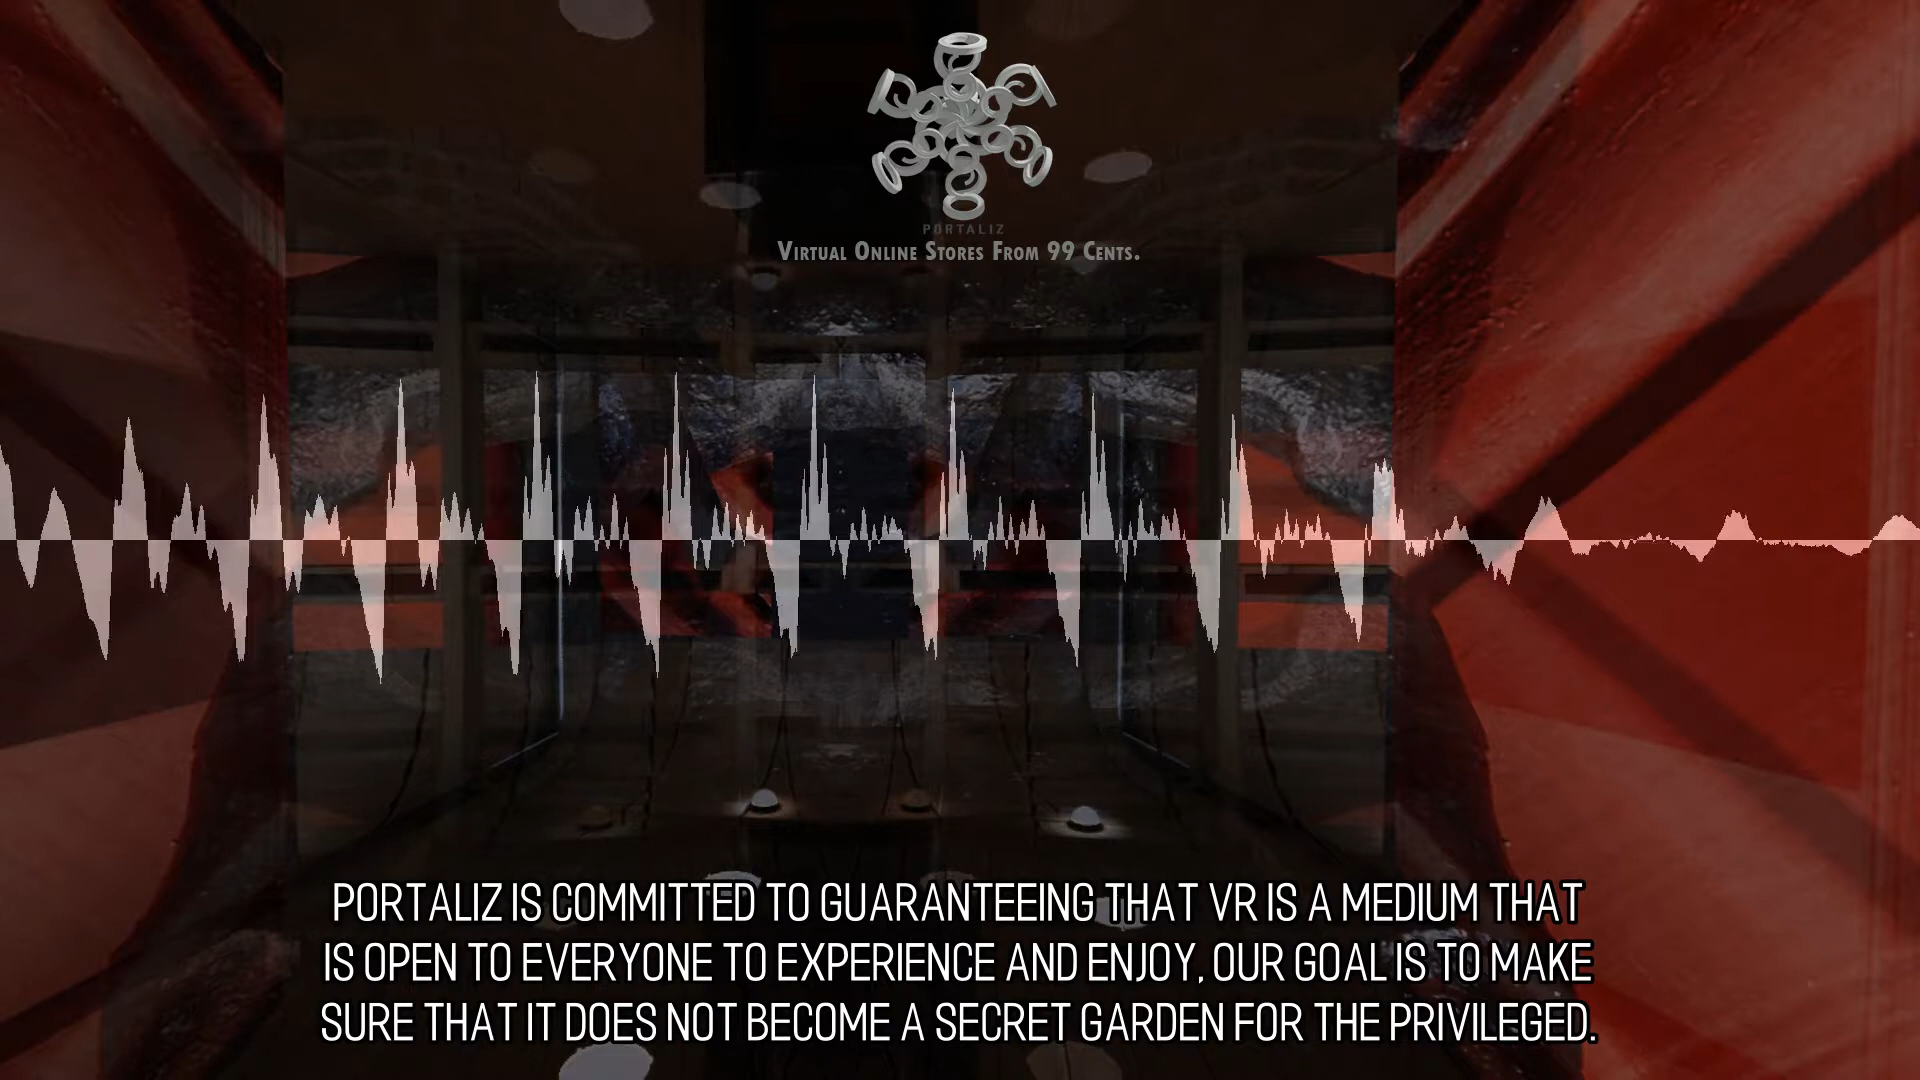 PORTALIZ
Virtual Online Stores From 99 Cents.
PORTALIZ IS COMMITTED TO GUARANTEEING THAT VR IS A MEDIUM THAT
IS OPEN TO EVERYONE TO EXPERIENCE AND ENJOY, OUR GOAL IS TO MAKE
SURE THAT IT DOES NOT BECOME A SECRET GARDEN FOR THE PRIVILEGED.